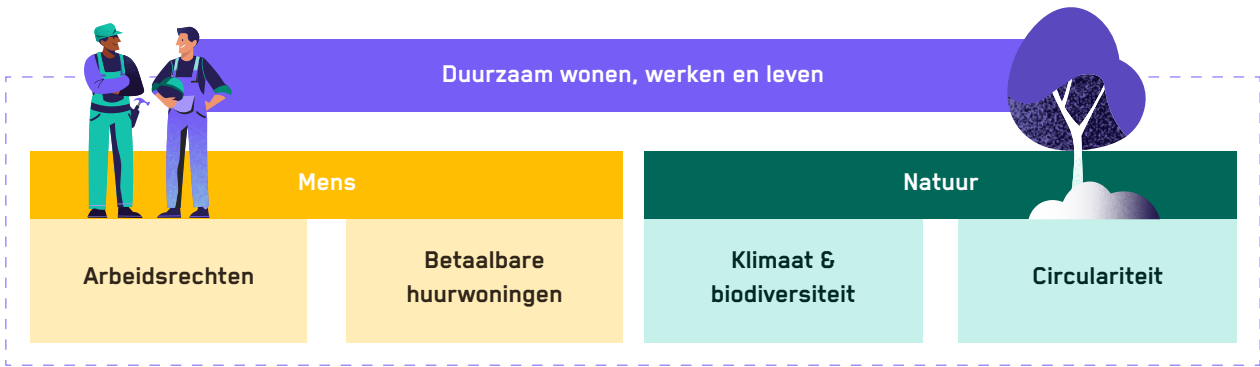 Duurzaam wonen, werken en leven
Mens
Natuur
Arbeidsrechten
Betaalbare
huurwoningen
Klimaat &
biodiversiteit
Circulariteit